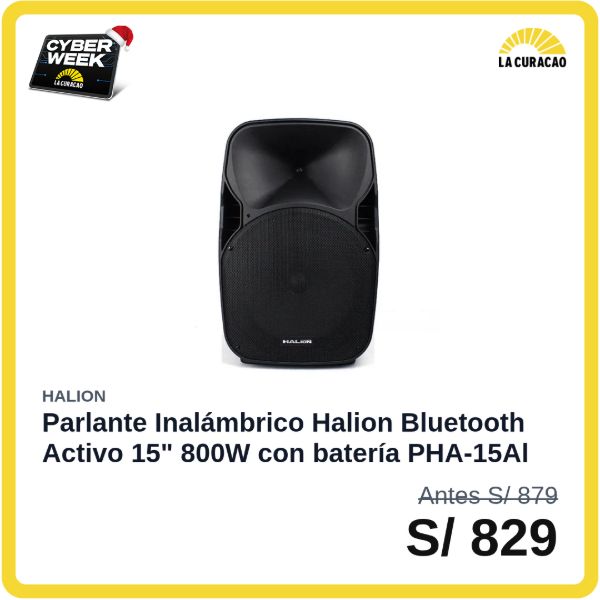 CYBER
WEEK
LA CURACAO
LA CURACAO
HALION
HALION
Parlante Inalámbrico Halion Bluetooth
Activo 15" 800W con batería PHA-15Al
Antes S/ 879
S/ 829